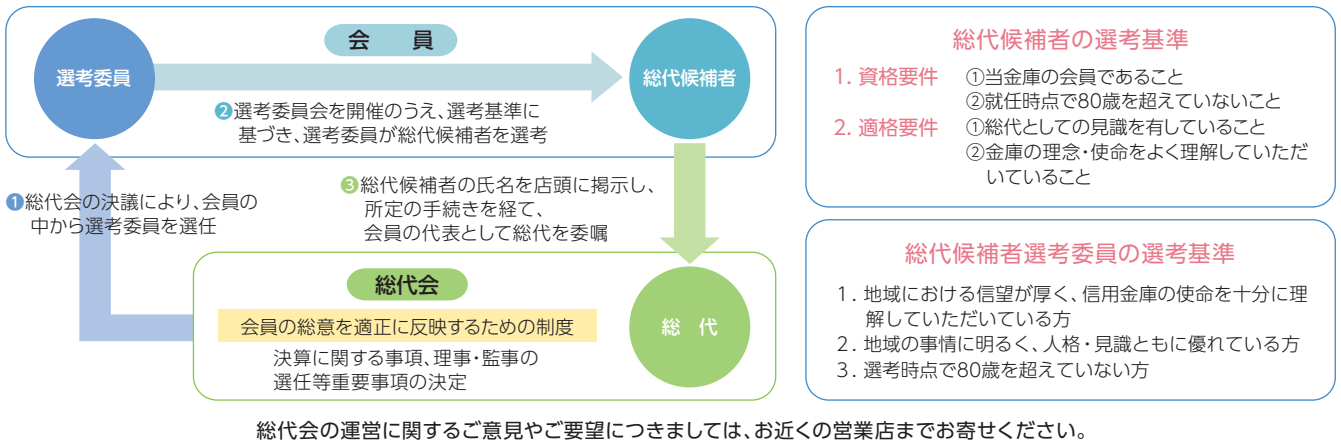 会　員
選考委員
総代候補者
❷選考委員会を開催のうえ、選考基準に
基づき、選考委員が総代候補者を選考
❶総代会の決議により、会員の
中から選考委員を選任
❸総代候補者の氏名を店頭に掲示し、
所定の手続きを経て、
会員の代表として総代を委嘱
総代会
会員の総意を適正に反映するための制度
決算に関する事項、理事・監事の
選任等重要事項の決定
総　代
総代候補者の選考基準
1. 資格要件　①当金庫の会員であること
②就任時点で80歳を超えていないこと
2. 適格要件　①総代としての見識を有していること
②金庫の理念・使命をよく理解していただ
いていること
総代候補者選考委員の選考基準
1. 地域における信望が厚く、信用金庫の使命を十分に理
解していただいている方
2. 地域の事情に明るく、人格・見識ともに優れている方
3. 選考時点で80歳を超えていない方
総代会の運営に関するご意見やご要望につきましては、お近くの営業店までお寄せください。